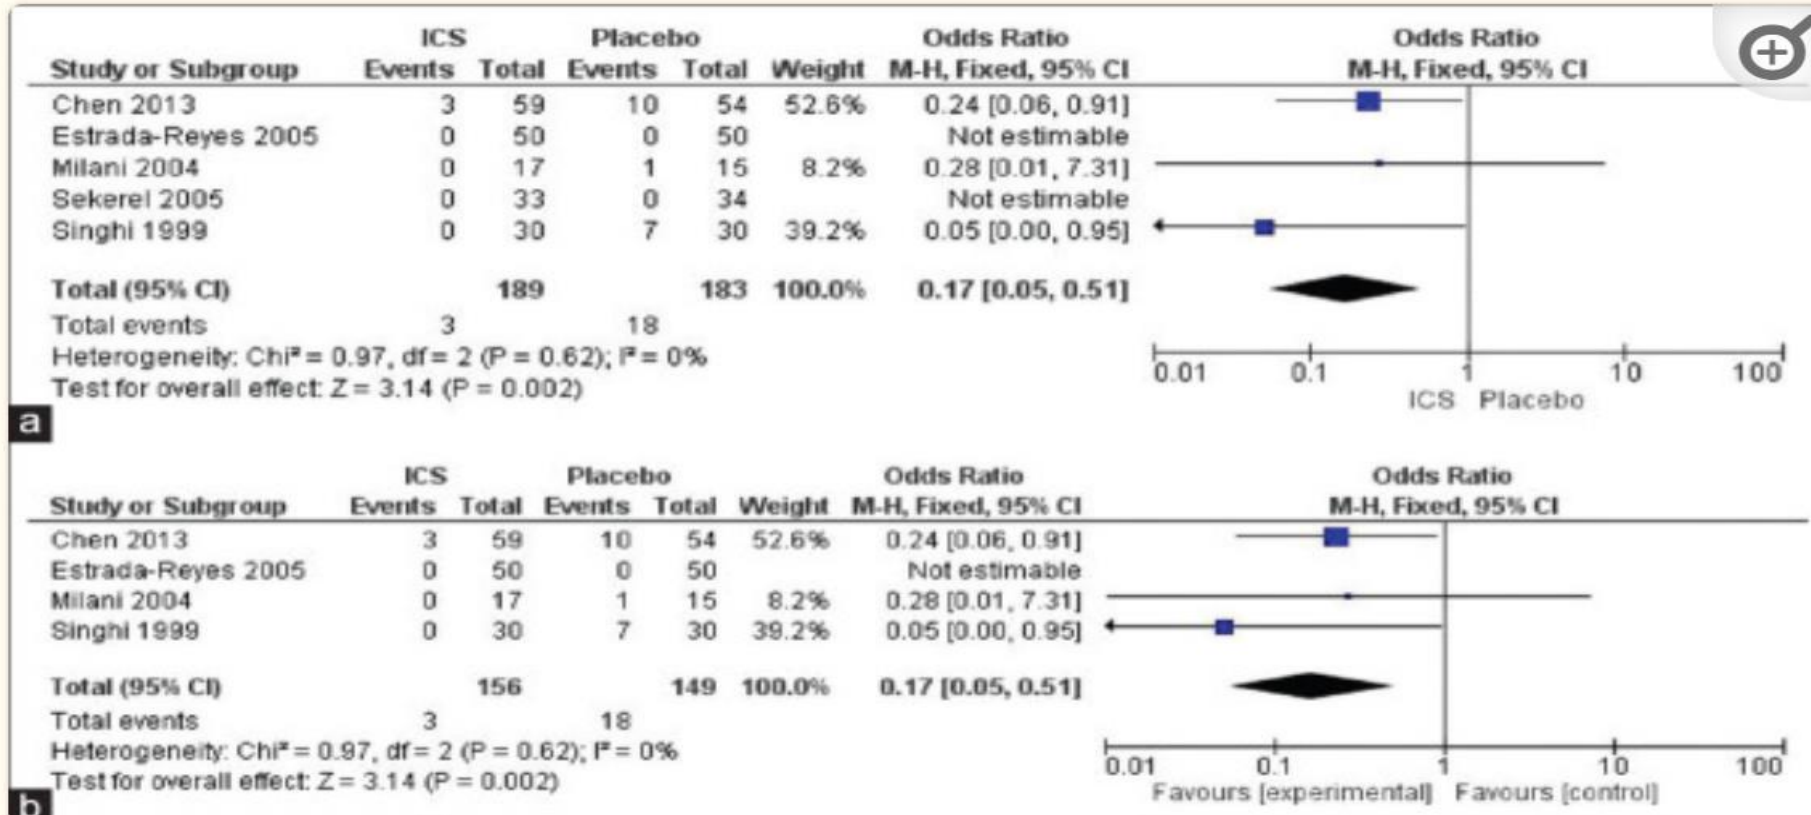 ICS Placebo Odds Ratio Odds Ratio
Study or Subgroup Events Total Events Total Weight M-H, Fixed, 95% CI M-H, Fixed, 95% CI
Chen 2013 3 59 10 54 52.6% 0.24 [0.06, 0.91]
Estrada-Reyes 2005 0 50 0 50 Not estimable
Milani 2004 0 17 1 15 8.2% 0.28 [0.01, 7.31]
Sekerel 2005 0 33 0 34 Not estimable
Singhi 1999 0 30 7 30 39.2% 0.05 [0.00, 0.95]
Total (95% CI) 189 183 100.0% 0.17 [0.05, 0.51]
Total events 3 18
Heterogeneity: Chi² = 0.97, df = 2 (P = 0.62); I² = 0%
Test for overall effect: Z = 3.14 (P = 0.002)
0.01 0.1 1 10 100
ICS Placebo
a
ICS Placebo Odds Ratio Odds Ratio
Study or Subgroup Events Total Events Total Weight M-H, Fixed, 95% CI M-H, Fixed, 95% CI
Chen 2013 3 59 10 54 52.6% 0.24 [0.06, 0.91]
Estrada-Reyes 2005 0 50 0 50 Not estimable
Milani 2004 0 17 1 15 8.2% 0.28 [0.01, 7.31]
Singhi 1999 0 30 7 30 39.2% 0.05 [0.00, 0.95]
Total (95% CI) 156 149 100.0% 0.17 [0.05, 0.51]
Total events 3 18
Heterogeneity: Chi² = 0.97, df = 2 (P = 0.62); I² = 0%
Test for overall effect: Z = 3.14 (P = 0.002)
0.01 0.1 1 10 100
Favours [experimental] Favours [control]
b